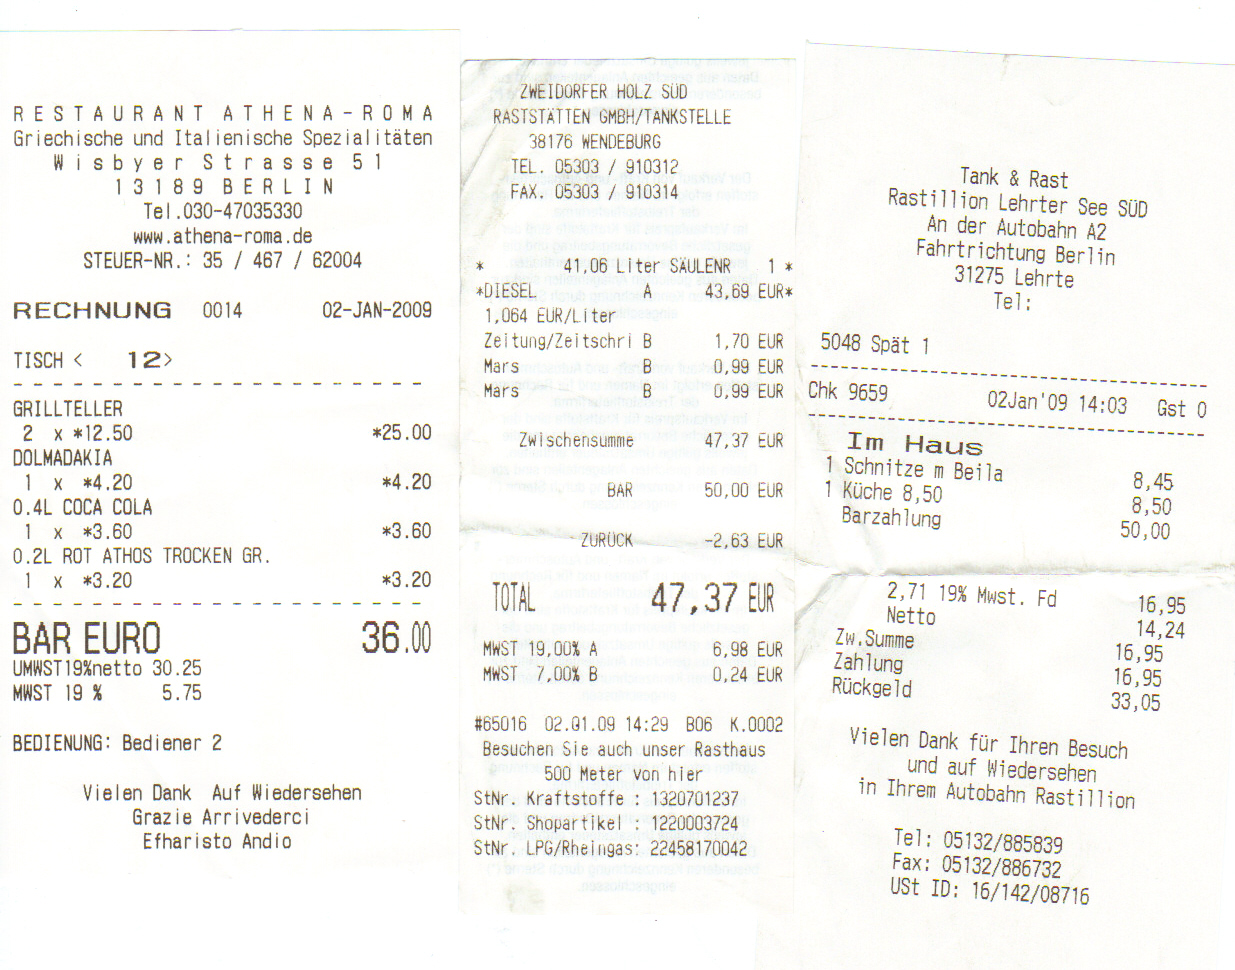 RESTAURANT ATHENA-ROMA
Griechische und Italienische Spezialitäten
Wisbyer Strasse 51
13189 BERLIN
Tel.030-47035330
www.athena-roma.de
STEUER-NR.: 35 / 467 / 62004
RECHNUNG 0014 02-JAN-2009
TISCH < 12>
GRILLTELLER
2 x *12.50 *25.00
DOLMADAKIA
1 x *4.20 *4.20
0.4L COCA COLA
1 x *3.60 *3.60
0.2L ROT ATHOS TROCKEN GR.
1 x *3.20 *3.20
BAR EURO 36.00
UMWST19%netto 30.25
MWST 19 % 5.75
BEDIENUNG: Bediener 2
Vielen Dank Auf Wiedersehen
Grazie Arrivederci
Efharisto Andio
ZWEIDORFER HOLZ SÜD
RASTSTÄTTEN GMBH/TANKSTELLE
38176 WENDEBURG
TEL. 05303 / 910312
FAX. 05303 / 910314
* 41,06 Liter SÄULENR 1 *
*DIESEL A 43,69 EUR*
1,064 EUR/Liter
Zeitung/Zeitschri B 1,70 EUR
Mars B 0,99 EUR
Mars B 0,99 EUR
Zwischensumme 47,37 EUR
BAR 50,00 EUR
ZURÜCK -2,63 EUR
TOTAL 47,37 EUR
MWST 19,00% A 6,98 EUR
MWST 7,00% B 0,24 EUR
#65016 02.01.09 14:29 B06 K.0002
Besuchen Sie auch unser Rasthaus
500 Meter von hier
StNr. Kraftstoffe : 1320701237
StNr. Shopartikel : 1220003724
StNr. LPG/Rheingas: 22458170042
Tank & Rast
Rastillion Lehrter See SÜD
An der Autobahn A2
Fahrtrichtung Berlin
31275 Lehrte
Tel:
5048 Spät 1
Chk 9659 02Jan'09 14:03 Gst 0
Im Haus
1 Schnitze m Beila 8,45
1 Küche 8,50 8,50
Barzahlung 50,00
2,71 19% Mwst. Fd 16,95
Netto 14,24
Zw.Summe 16,95
Zahlung 16,95
Rückgeld 33,05
Vielen Dank für Ihren Besuch
und auf Wiedersehen
in Ihrem Autobahn Rastillion
Tel: 05132/885839
Fax: 05132/886732
USt ID: 16/142/08716